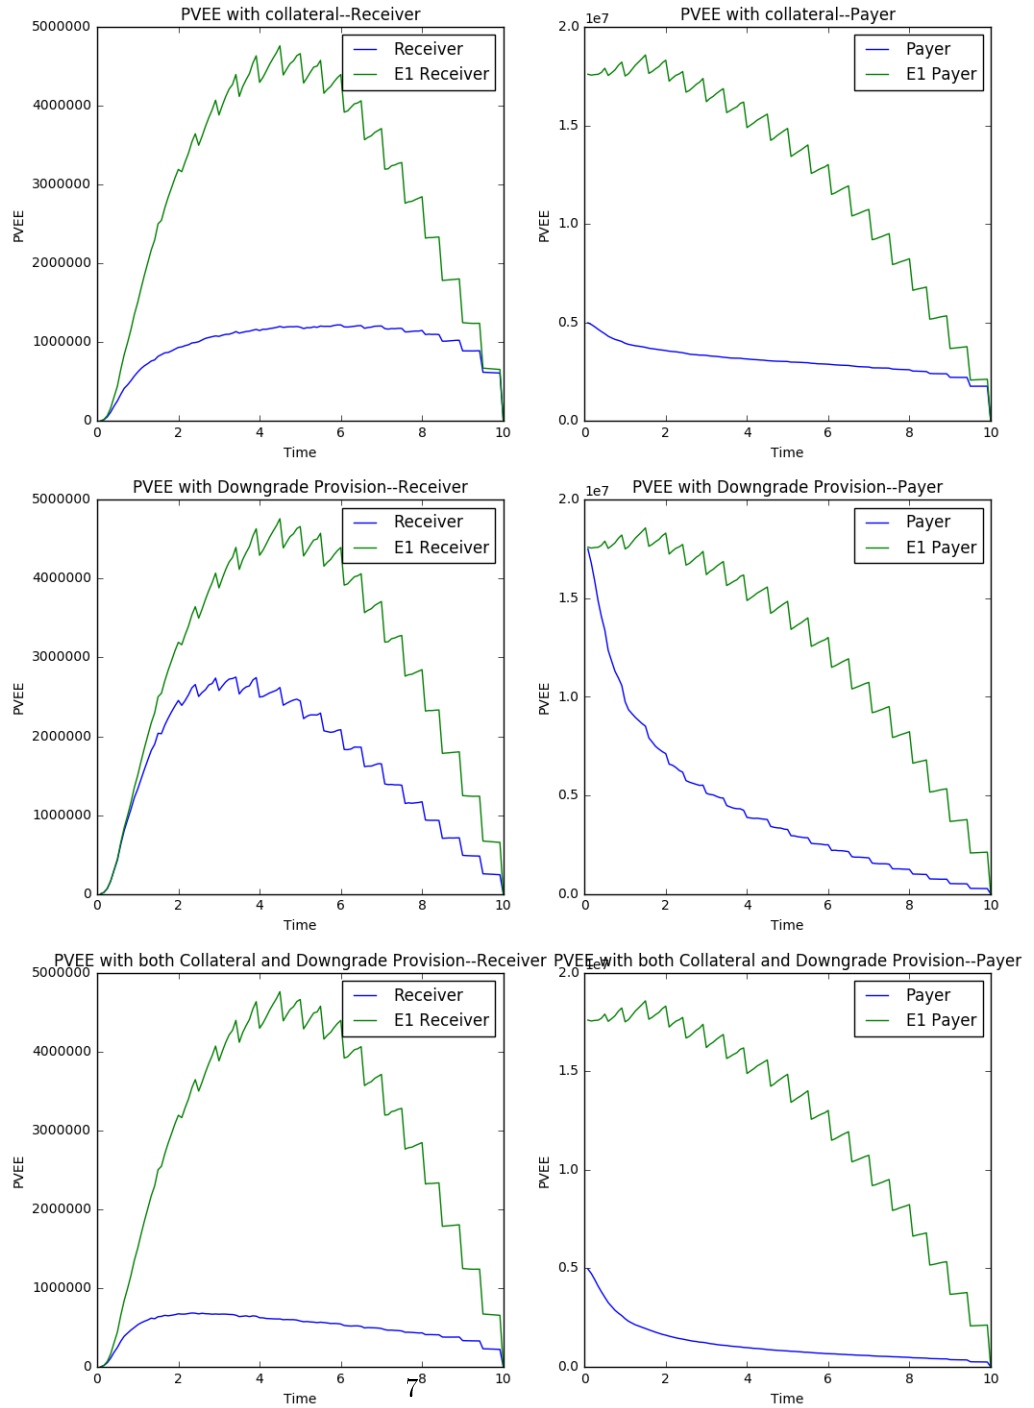 PVEE with collateral--Receiver
5000000
4000000
3000000
2000000
1000000
0
PVEE
Receiver
E1 Receiver
0 2 4 6 8 10
Time
PVEE with collateral--Payer
1e7
2.0
1.5
1.0
0.5
0.0
PVEE
Payer
E1 Payer
0 2 4 6 8 10
Time
PVEE with Downgrade Provision--Receiver
5000000
4000000
3000000
2000000
1000000
0
PVEE
Receiver
E1 Receiver
0 2 4 6 8 10
Time
PVEE with Downgrade Provision--Payer
1e7
2.0
1.5
1.0
0.5
0.0
PVEE
Payer
E1 Payer
0 2 4 6 8 10
Time
PVEE with both Collateral and Downgrade Provision--Receiver
5000000
4000000
3000000
2000000
1000000
0
PVEE
Receiver
E1 Receiver
0 2 4 6 8 10
Time
PVEE with both Collateral and Downgrade Provision--Payer
1e7
2.0
1.5
1.0
0.5
0.0
PVEE
Payer
E1 Payer
0 2 4 6 8 10
Time
7